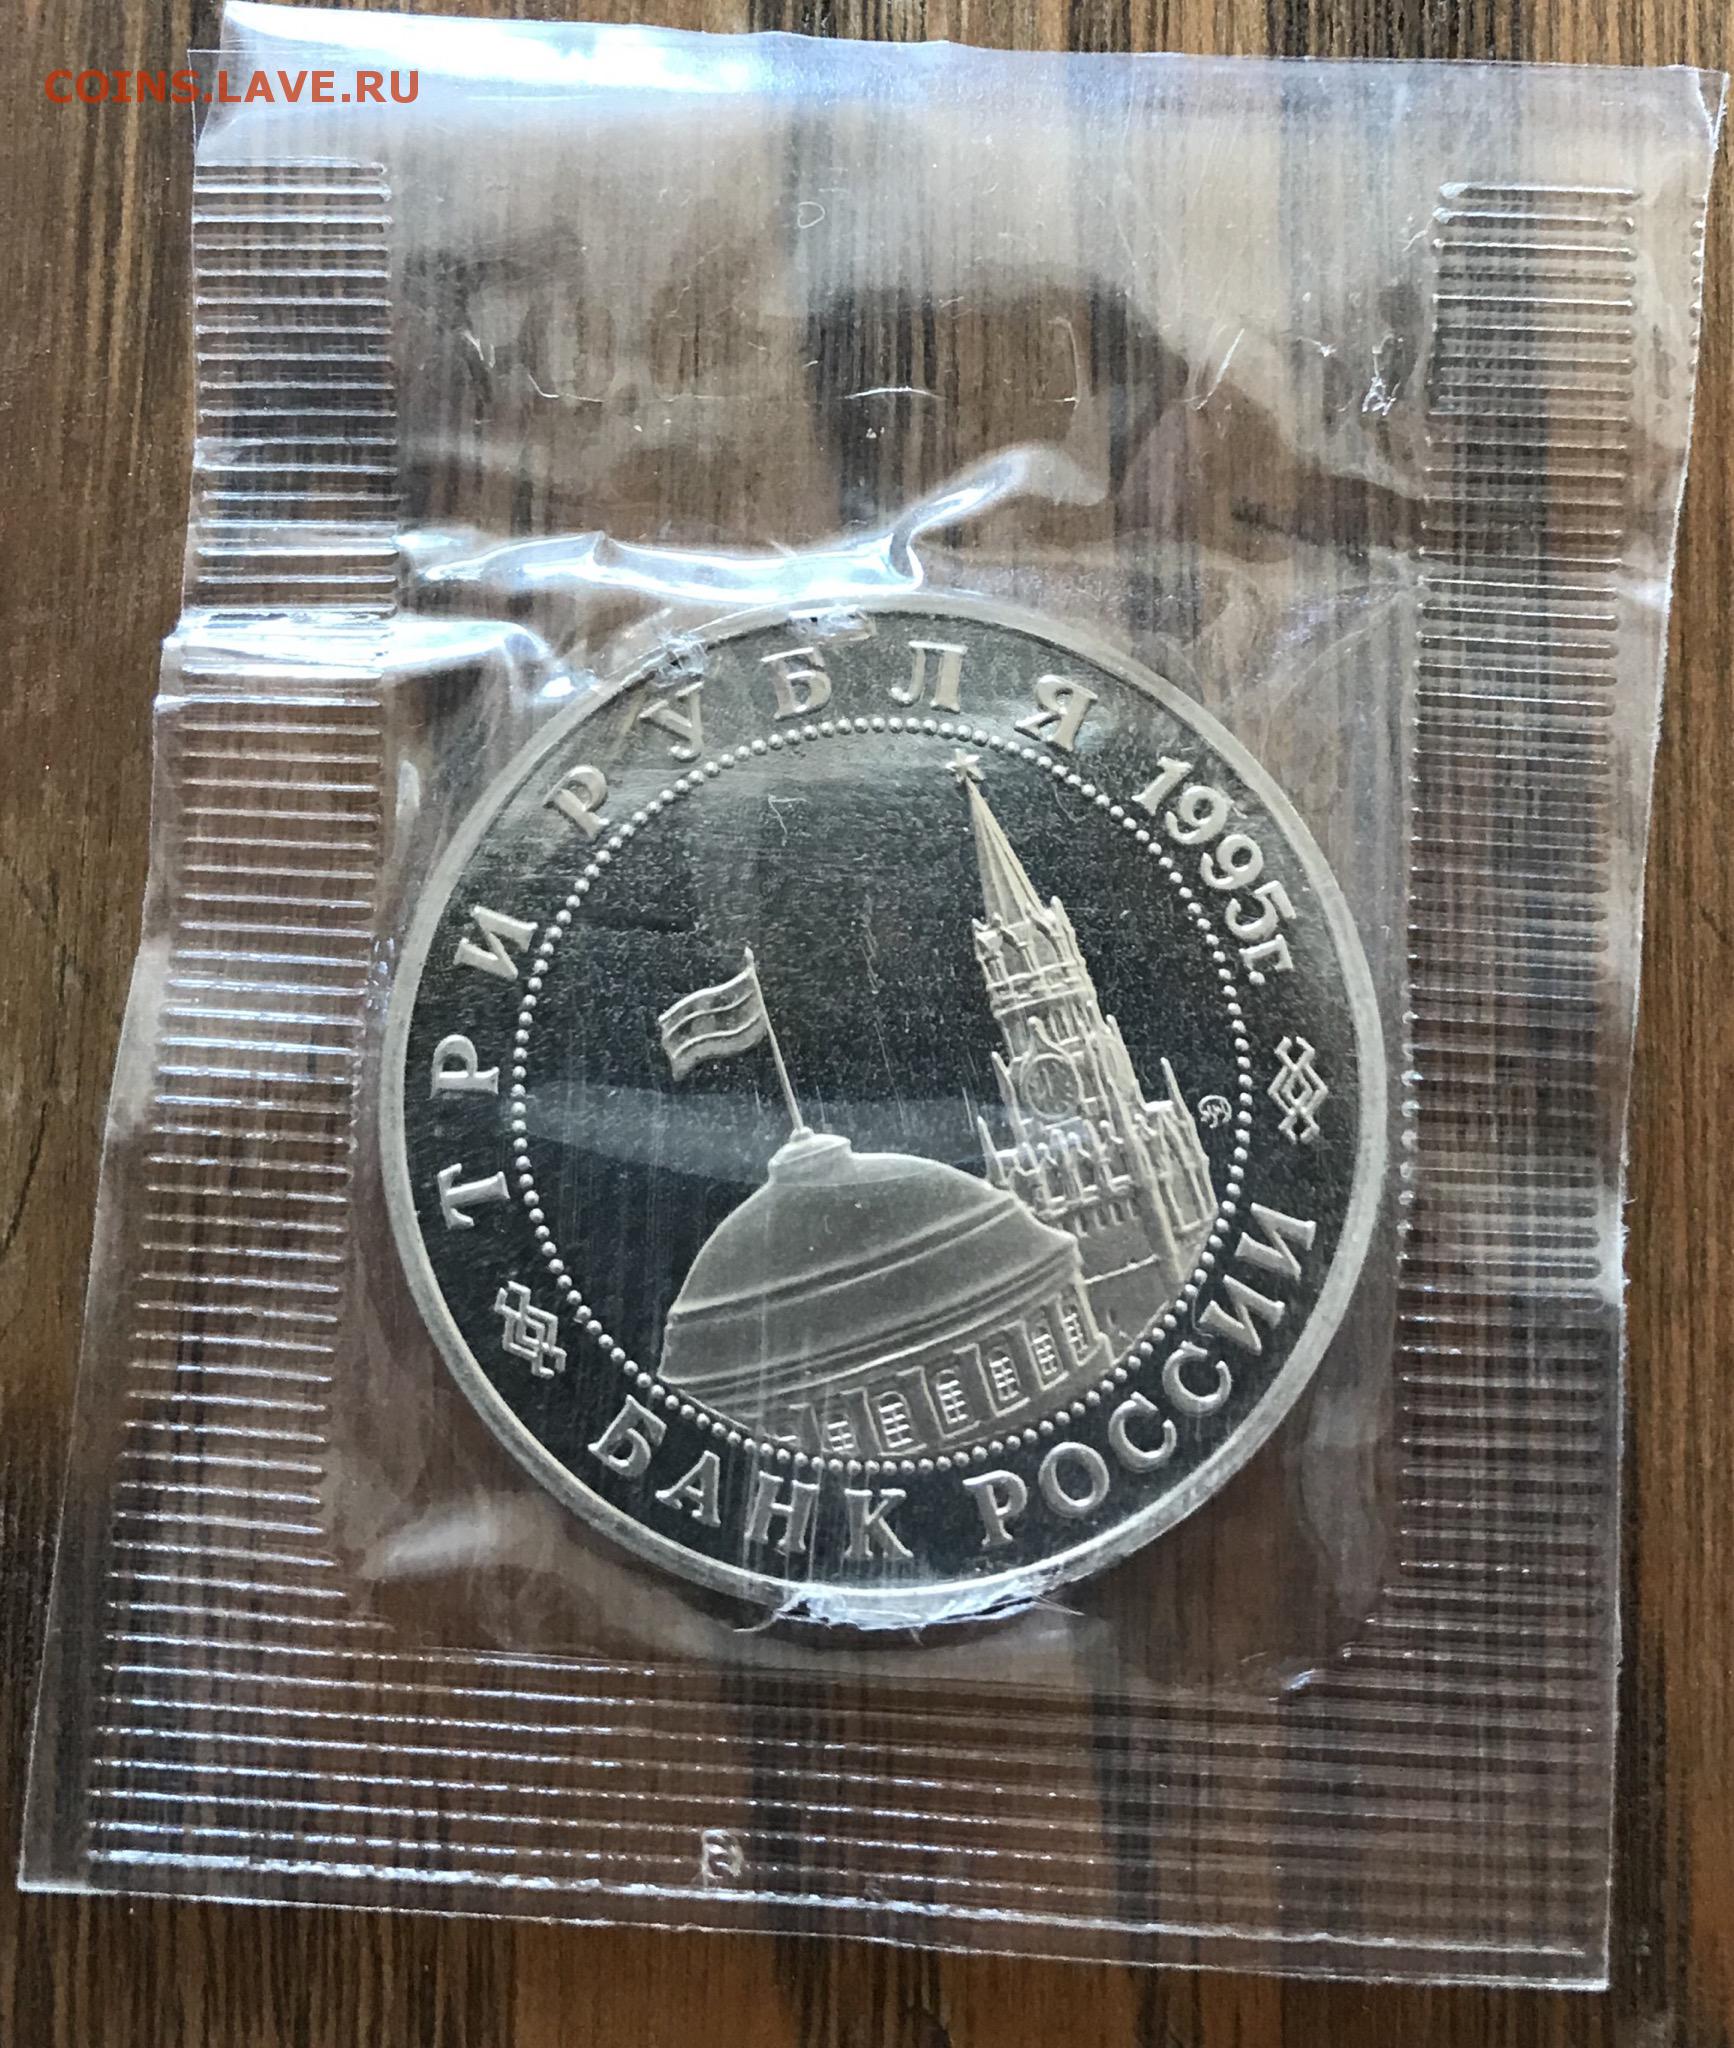 COINS.LAVE.RU
ТРИ РУБЛЯ 1995г.
БАНК РОССИИ